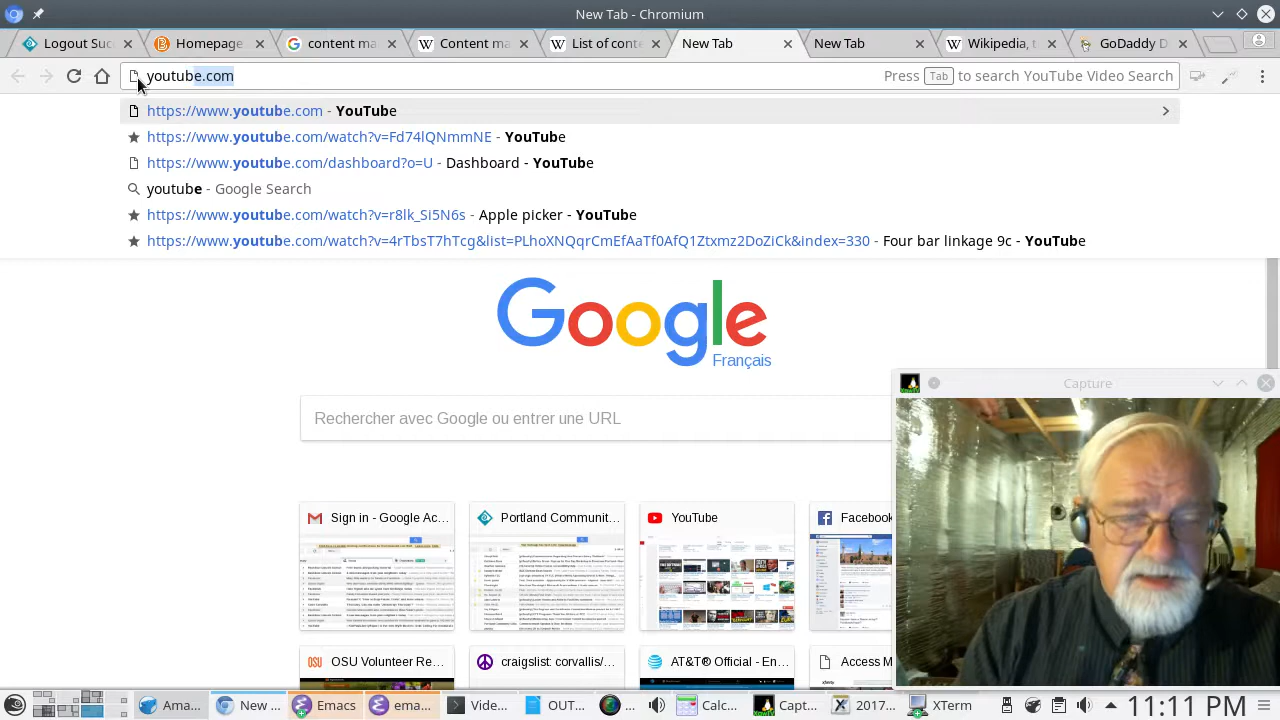 New Tab - Chromium
Logout Suc
Homepage
content ma
Content m
List of cont
New Tab
New Tab
Wikipedia, t
GoDaddy D
youtube.com
Press Tab to search YouTube Video Search
https://www.youtube.com - YouTube
https://www.youtube.com/watch?v=Fd74lQNmmNE - YouTube
https://www.youtube.com/dashboard?o=U - Dashboard - YouTube
youtube - Google Search
https://www.youtube.com/watch?v=r8lk_Si5N6s - Apple picker - YouTube
https://www.youtube.com/watch?v=4rTbsT7hTcg&list=PLhoXNQqrCmEfAaTf0AfQ1Ztxmz2DoZiCk&index=330 - Four bar linkage 9c - YouTube
Google
Français
Capture
Rechercher avec Google ou entrer une URL
Sign in - Google Ac...
Portland Communit...
YouTube
Facebook
OSU Volunteer Re...
craigslist: corvallis/...
AT&T® Official - En...
Access M
Ama...
New ...
Emacs
ema...
Vide...
OUT...
...
Calc...
Capt...
2017...
XTerm
11:11 PM